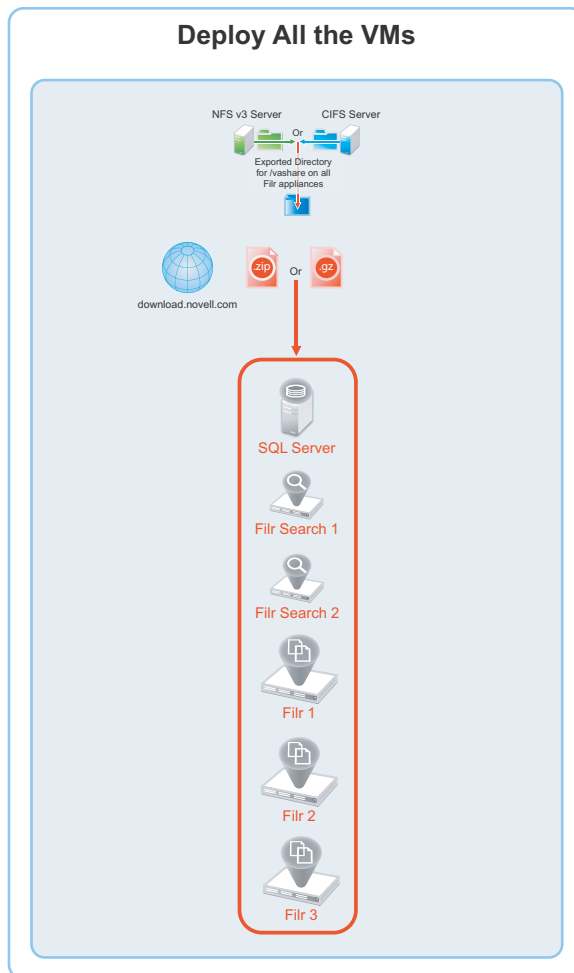 Deploy All the VMs
NFS v3 Server
CIFS Server
Or
Exported Directory
for /vashare on all
Filr appliances
.zip
Or
.gz
download.novell.com
SQL Server
Filr Search 1
Filr Search 2
Filr 1
Filr 2
Filr 3